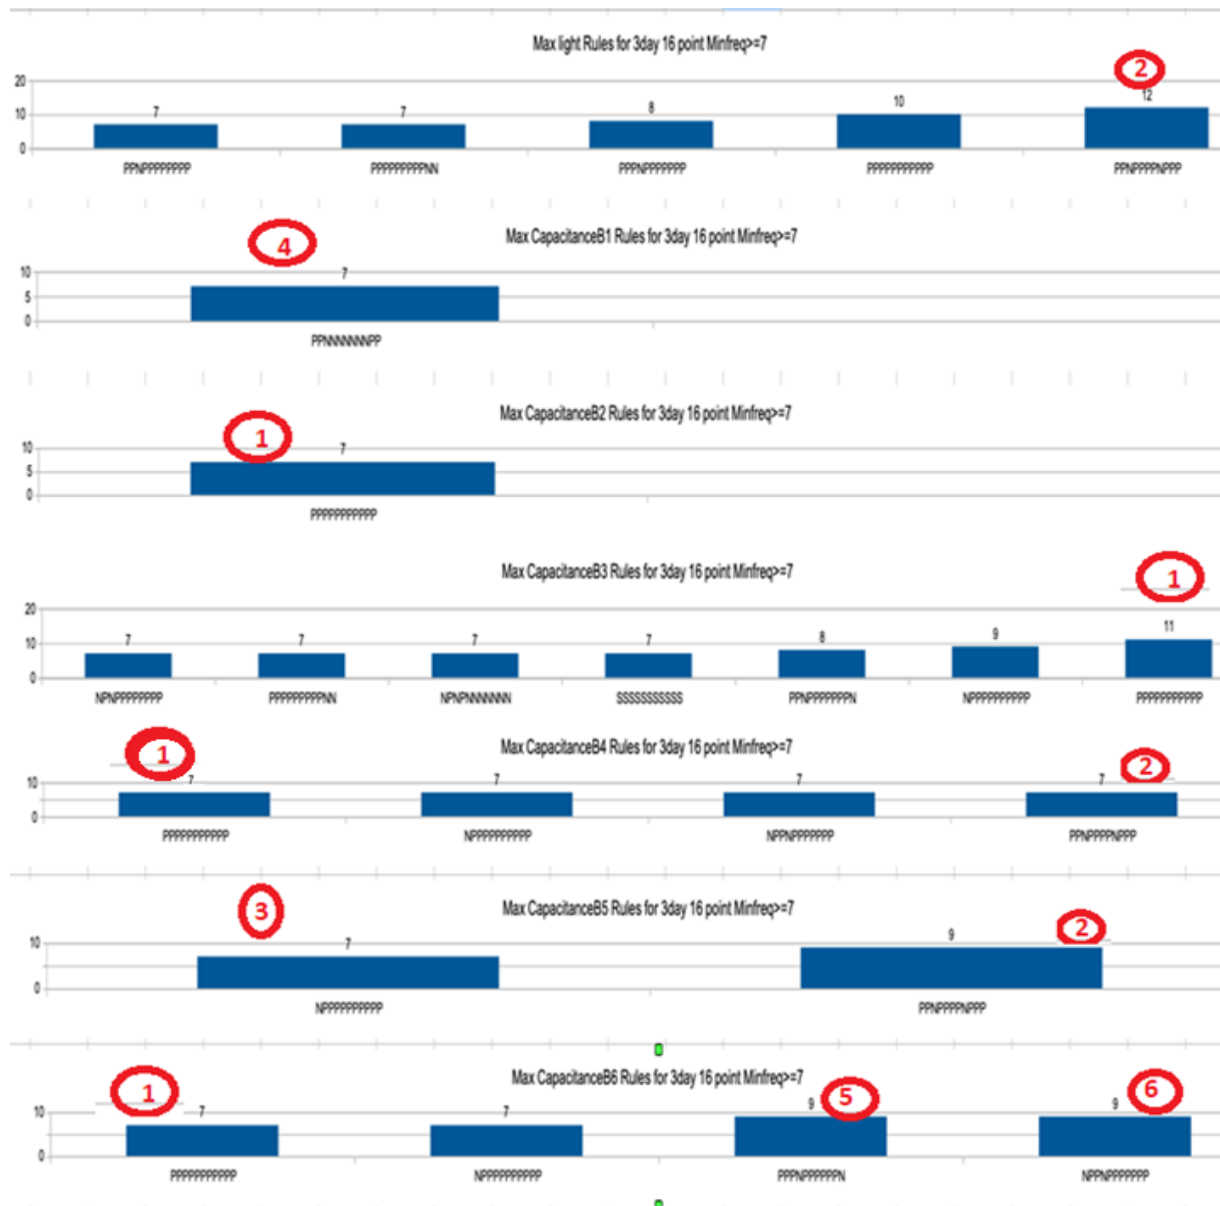 Max light Rules for 3day 16 point Minfreq>=7
2
20
10
0
7 7 8 10 12
PPNPPPPPPPP PPPPPPPPPNN PPPNPPPPPPP PPPPPPPPPPP PPNPPPPNPPP
Max CapacitanceB1 Rules for 3day 16 point Minfreq>=7
4
10
5
0
7
PPNNNNNNNPP
Max CapacitanceB2 Rules for 3day 16 point Minfreq>=7
1
10
5
0
7
PPPPPPPPPPP
Max CapacitanceB3 Rules for 3day 16 point Minfreq>=7
1
20
10
0
7 7 7 7 8 9 11
NPNPPPPPPPP PPPPPPPPPNN NPNPNNNNNNN SSSSSSSSSSS PPNPPPPPPPN NPPPPPPPPPP PPPPPPPPPPP
Max CapacitanceB4 Rules for 3day 16 point Minfreq>=7
1 2
10
0
7 7 7 7
PPPPPPPPPPP NPPPPPPPPPP NPPNPPPPPPP PPNPPPPNPPP
Max CapacitanceB5 Rules for 3day 16 point Minfreq>=7
3 2
10
0
7 9
NPPPPPPPPPP PPNPPPPNPPP
Max CapacitanceB6 Rules for 3day 16 point Minfreq>=7
1 5 6
10
0
7 7 9 9
PPPPPPPPPPP NPPPPPPPPPP PPPNPPPPPPN NPPNPPPPPPP